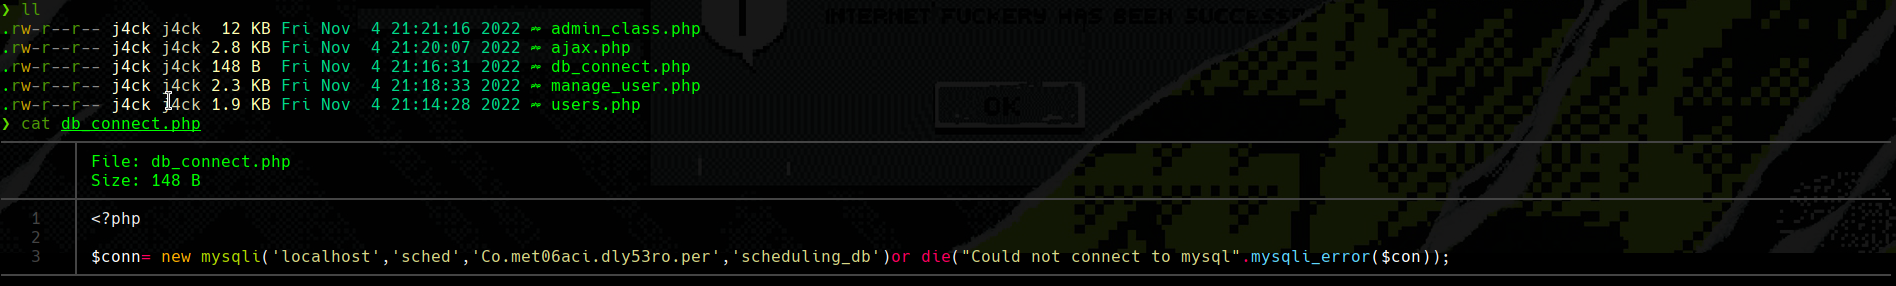 ❯ ll
.rw-r--r-- j4ck j4ck 12 KB Fri Nov 4 21:21:16 2022 admin_class.php
.rw-r--r-- j4ck j4ck 2.8 KB Fri Nov 4 21:20:07 2022 ajax.php
.rw-r--r-- j4ck j4ck 148 B Fri Nov 4 21:16:31 2022 db_connect.php
.rw-r--r-- j4ck j4ck 2.3 KB Fri Nov 4 21:18:33 2022 manage_user.php
.rw-r--r-- j4ck j4ck 1.9 KB Fri Nov 4 21:14:28 2022 users.php
❯ cat db_connect.php
File: db_connect.php
Size: 148 B
1 <?php
2
3 $conn= new mysqli('localhost','sched','Co.met06aci.dly53ro.per','scheduling_db')or die("Could not connect to mysql".mysqli_error($con));
INTERNET FUCKERY HAS BEEN
OK